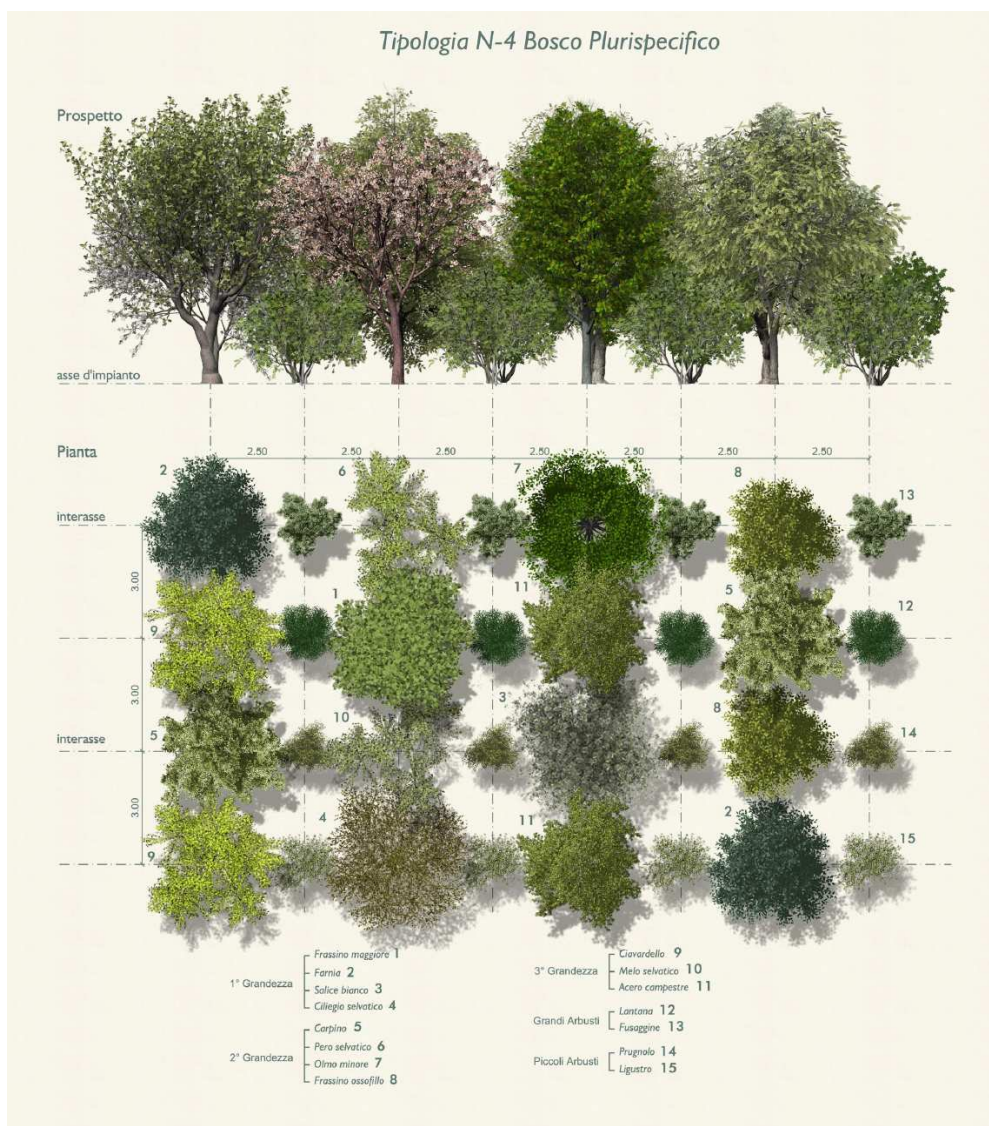 Tipologia N-4 Bosco Plurispecifico
Prospetto
asse d'impianto
Pianta
2.50 2.50 2.50 2.50 2.50 2.50 2.50
2 6 7 8
13
interasse
3.00
1 11 5 12
9
3.00
10 3 8
interasse
5 14
3.00
4 11 2 15
9
1° Grandezza
Frassino maggiore 1
Farnia 2
Salice bianco 3
Ciliegio selvatico 4
2° Grandezza
Carpino 5
Pero selvatico 6
Olmo minore 7
Frassino ossofillo 8
3° Grandezza
Ciavardello 9
Melo selvatico 10
Acero campestre 11
Grandi Arbusti
Lantana 12
Fusaggine 13
Piccoli Arbusti
Prugnolo 14
Ligustro 15